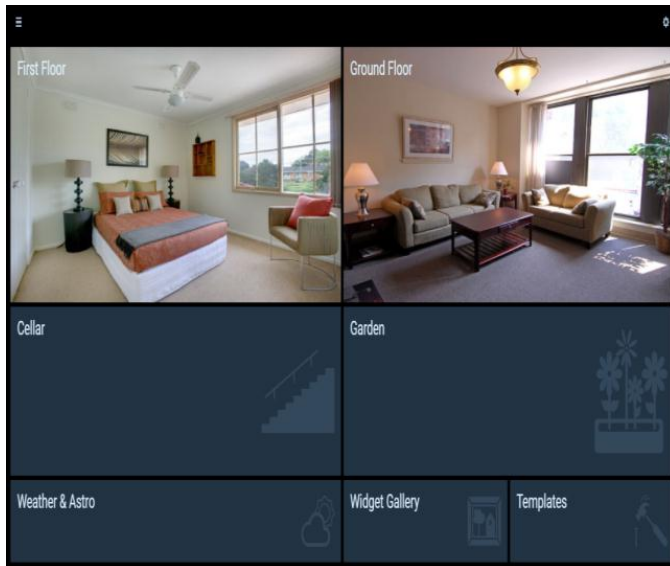 First Floor
Ground Floor
Cellar
Garden
Weather & Astro
Widget Gallery
Templates